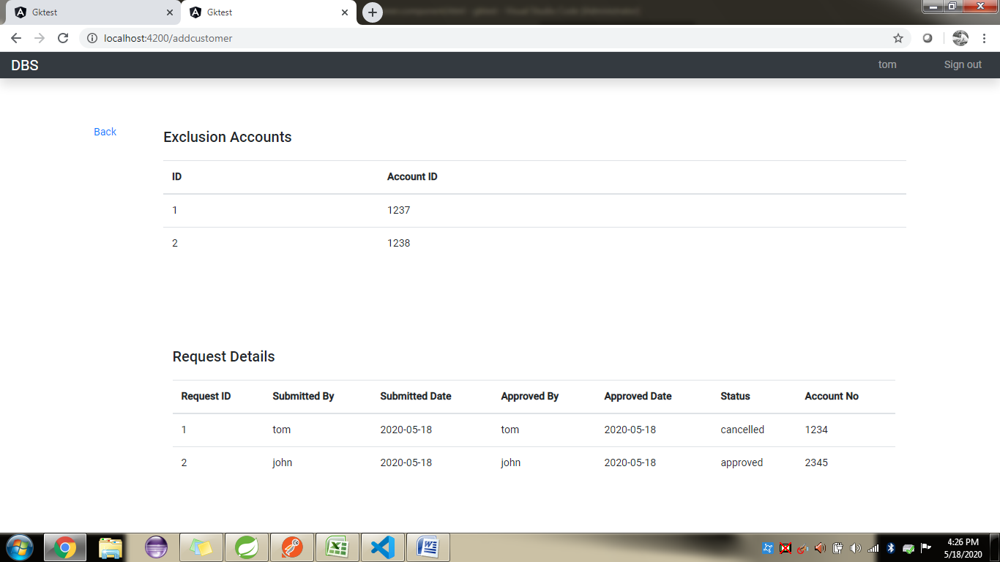 Gktest
Gktest
localhost:4200/addcustomer
DBS tom Sign out
Back
Exclusion Accounts
ID Account ID
1 1237
2 1238
Request Details
Request ID Submitted By Submitted Date Approved By Approved Date Status Account No
1 tom 2020-05-18 tom 2020-05-18 cancelled 1234
2 john 2020-05-18 john 2020-05-18 approved 2345
4:26 PM
5/18/2020